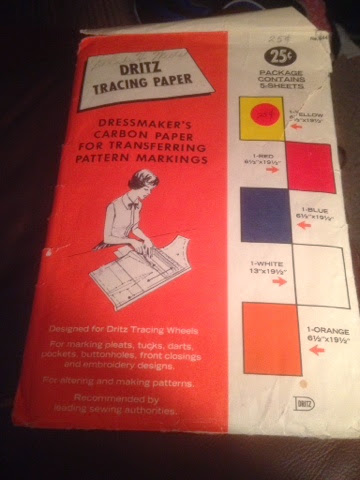 25¢
DRITZ
TRACING PAPER
25¢
PACKAGE
CONTAINS
5-SHEETS
DRESSMAKER'S
CARBON PAPER
FOR TRANSFERRING
PATTERN MARKINGS
YELLOW
1-RED
6½"x19½"
1-BLUE
6½"x19½"
1-WHITE
13"x19½"
1-ORANGE
6½"x19½"
Designed for Dritz Tracing Wheels
For marking pleats, tucks, darts,
pockets, buttonholes, front closings
and embroidery designs.
For altering and making patterns.
Recommended by
leading sewing authorities.
DRITZ